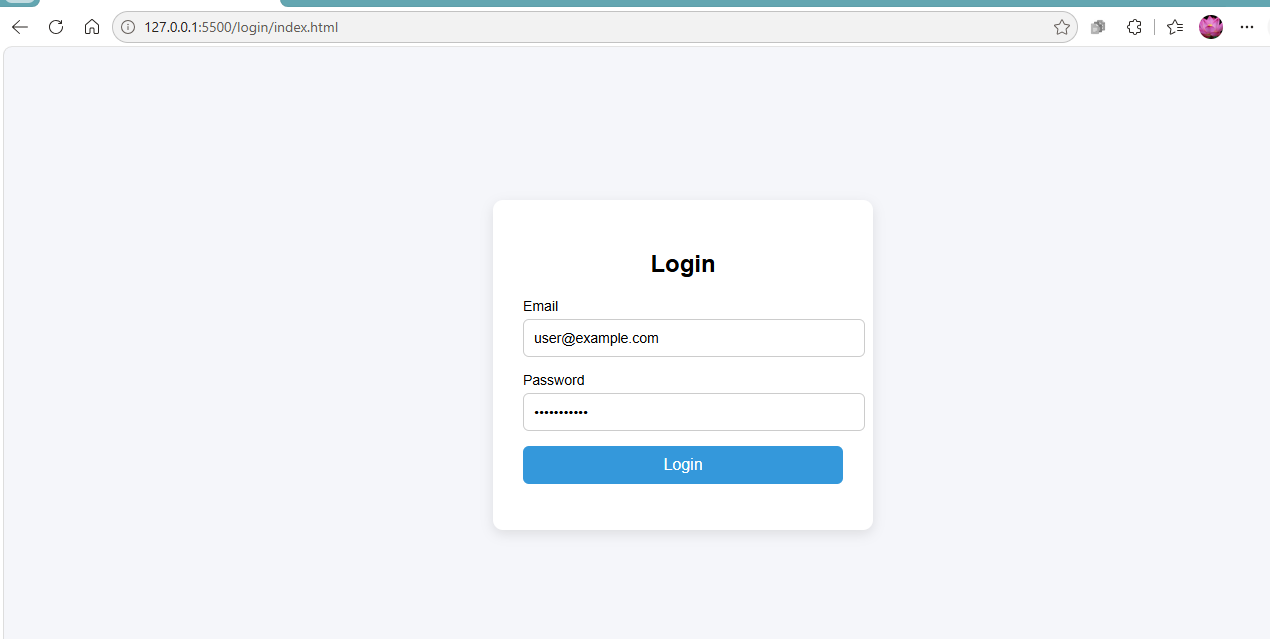 127.0.0.1:5500/login/index.html
Login
Email
user@example.com
Password
•••••••••••
Login